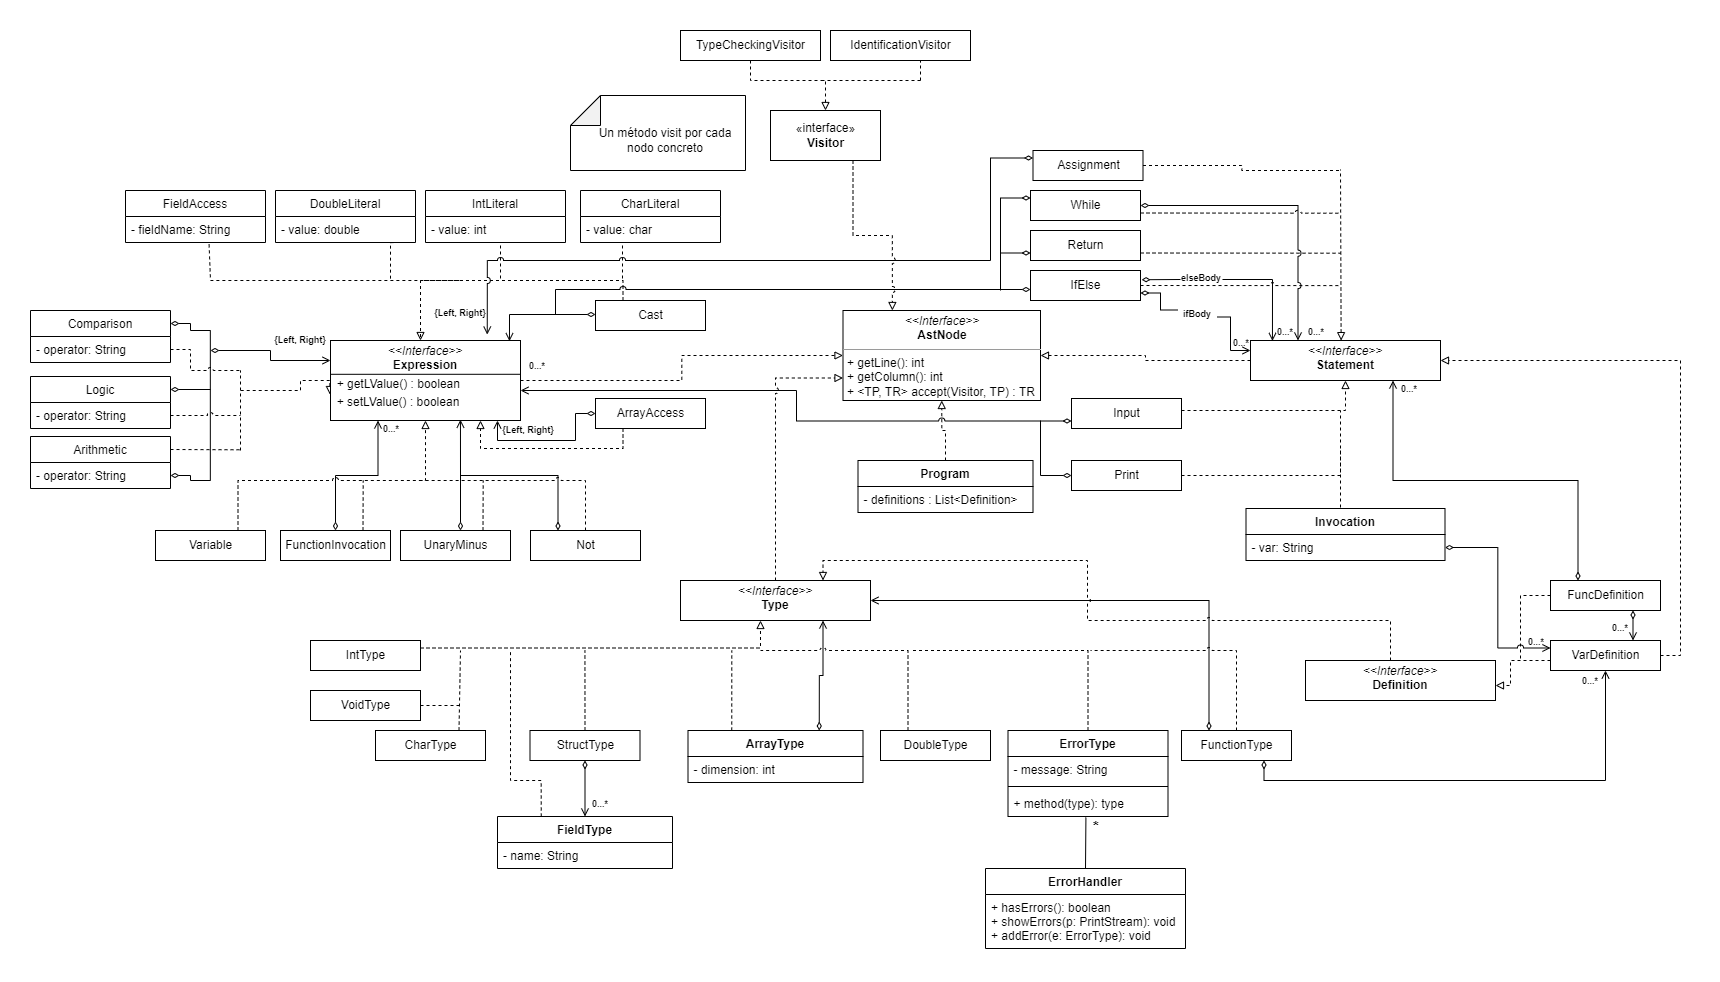 TypeCheckingVisitor
IdentificationVisitor
«interface»
Visitor
Un método visit por cada
nodo concreto
Assignment
While
Return
IfElse
elseBody
ifBody
FieldAccess
- fieldName: String
DoubleLiteral
- value: double
IntLiteral
- value: int
CharLiteral
- value: char
{Left, Right}
Cast
Comparison
- operator: String
{Left, Right}
Logic
- operator: String
Arithmetic
- operator: String
<<Interface>>
Expression
+ getLValue() : boolean
+ setLValue() : boolean
0...*
0...*
<<Interface>>
AstNode
+ getLine(): int
+ getColumn(): int
+ <TP, TR> accept(Visitor, TP) : TR
0...*
0...*
0...*
<<Interface>>
Statement
0...*
ArrayAccess
{Left, Right}
Input
Print
Program
- definitions : List<Definition>
Variable
FunctionInvocation
UnaryMinus
Not
Invocation
- var: String
<<Interface>>
Type
FuncDefinition
0...*
0...*
VarDefinition
0...*
<<Interface>>
Definition
IntType
VoidType
CharType
StructType
0...*
FieldType
- name: String
ArrayType
- dimension: int
DoubleType
ErrorType
- message: String
+ method(type): type
*
FunctionType
ErrorHandler
+ hasErrors(): boolean
+ showErrors(p: PrintStream): void
+ addError(e: ErrorType): void